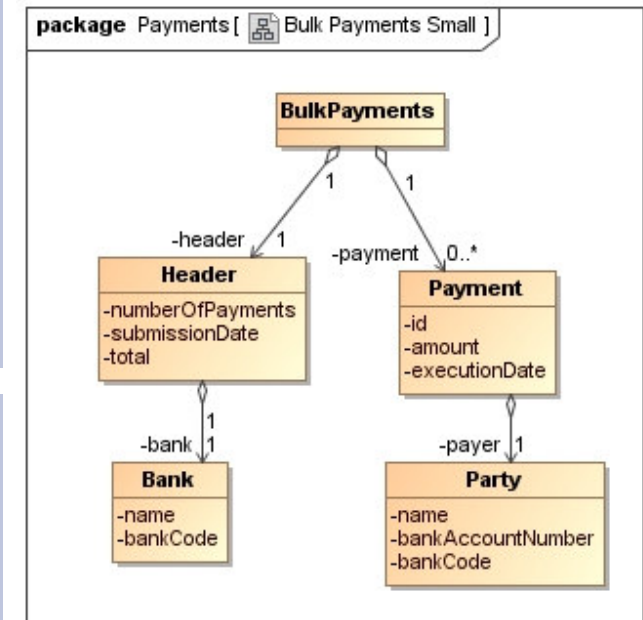 package Payments [ Bulk Payments Small ]
BulkPayments
1
1
-header
1
-payment
0..*
Header
-numberOfPayments
-submissionDate
-total
Payment
-id
-amount
-executionDate
1
-bank
1
-payer
1
Bank
-name
-bankCode
Party
-name
-bankAccountNumber
-bankCode